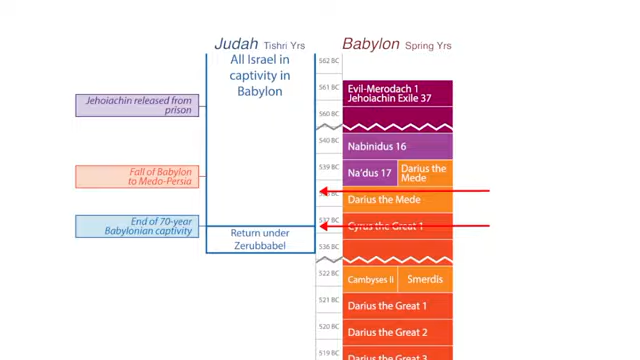 Judah Tishri Yrs
Babylon Spring Yrs
All Israel in
captivity in
Babylon
562 BC
561 BC
Evil-Merodach 1
Jehoiachin Exile 37
Jehoiachin released from
prison
560 BC
540 BC
Nabinidus 16
539 BC
Na'dus 17
Darius the
Mede
Fall of Babylon
to Medo-Persia
Darius the Mede
537 BC
Cyrus the Great 1
End of 70-year
Babylonian captivity
Return under
Zerubbabel
536 BC
522 BC
Cambyses II
Smerdis
521 BC
Darius the Great 1
520 BC
Darius the Great 2
519 BC
Darius the Great 3